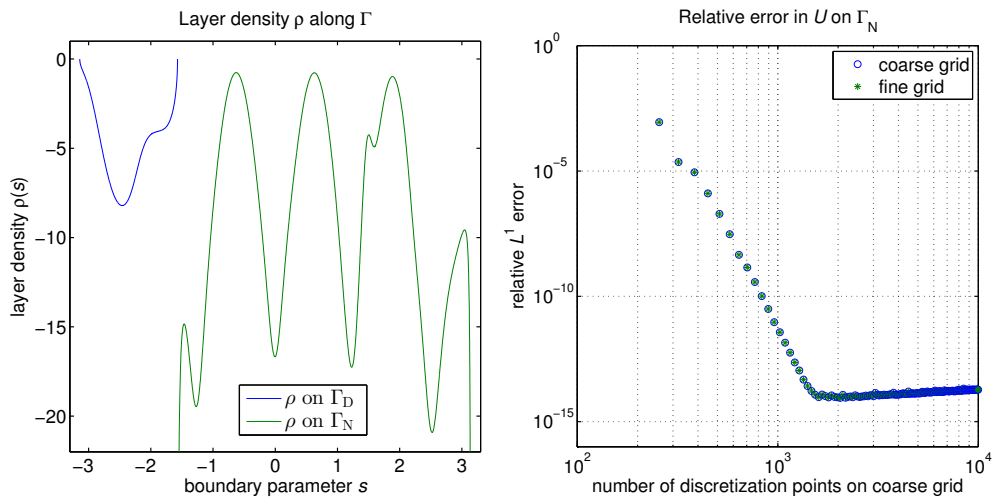 Layer density ρ along Γ
layer density ρ(s)
0
−5
−10
−15
−20
−3
−2
−1
0
1
2
3
boundary parameter s
ρ on Γ_D
ρ on Γ_N
Relative error in U on Γ_N
relative L^1 error
10^0
10^−5
10^−10
10^−15
10^2
10^3
10^4
number of discretization points on coarse grid
coarse grid
fine grid